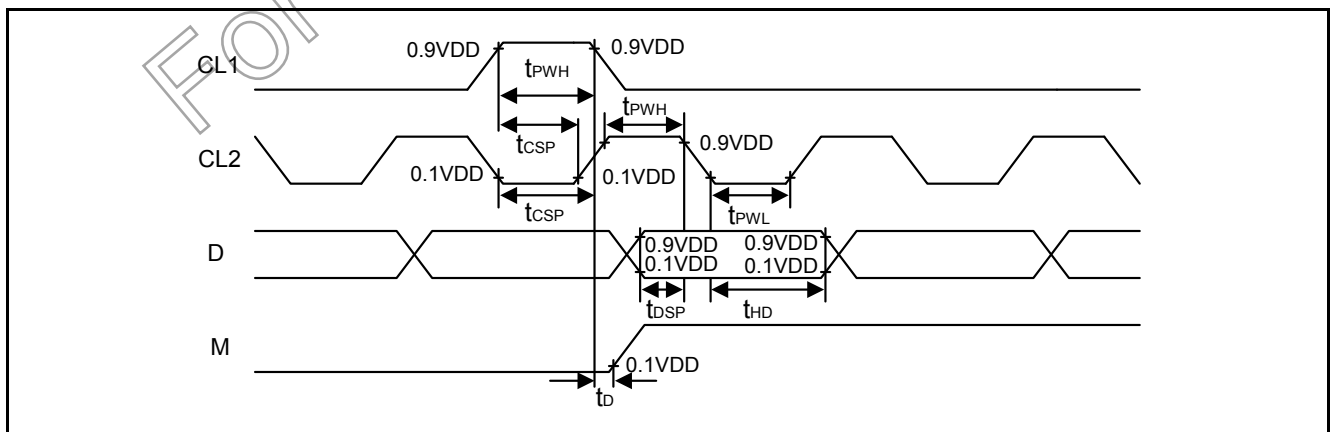 For
0.9VDD 0.9VDD
CL1
tPWH
tPWH
tCSP
CL2
0.9VDD
0.1VDD 0.1VDD
tCSP
tPWL
D
0.9VDD 0.9VDD
0.1VDD 0.1VDD
tDSP tHD
M
0.1VDD
tD